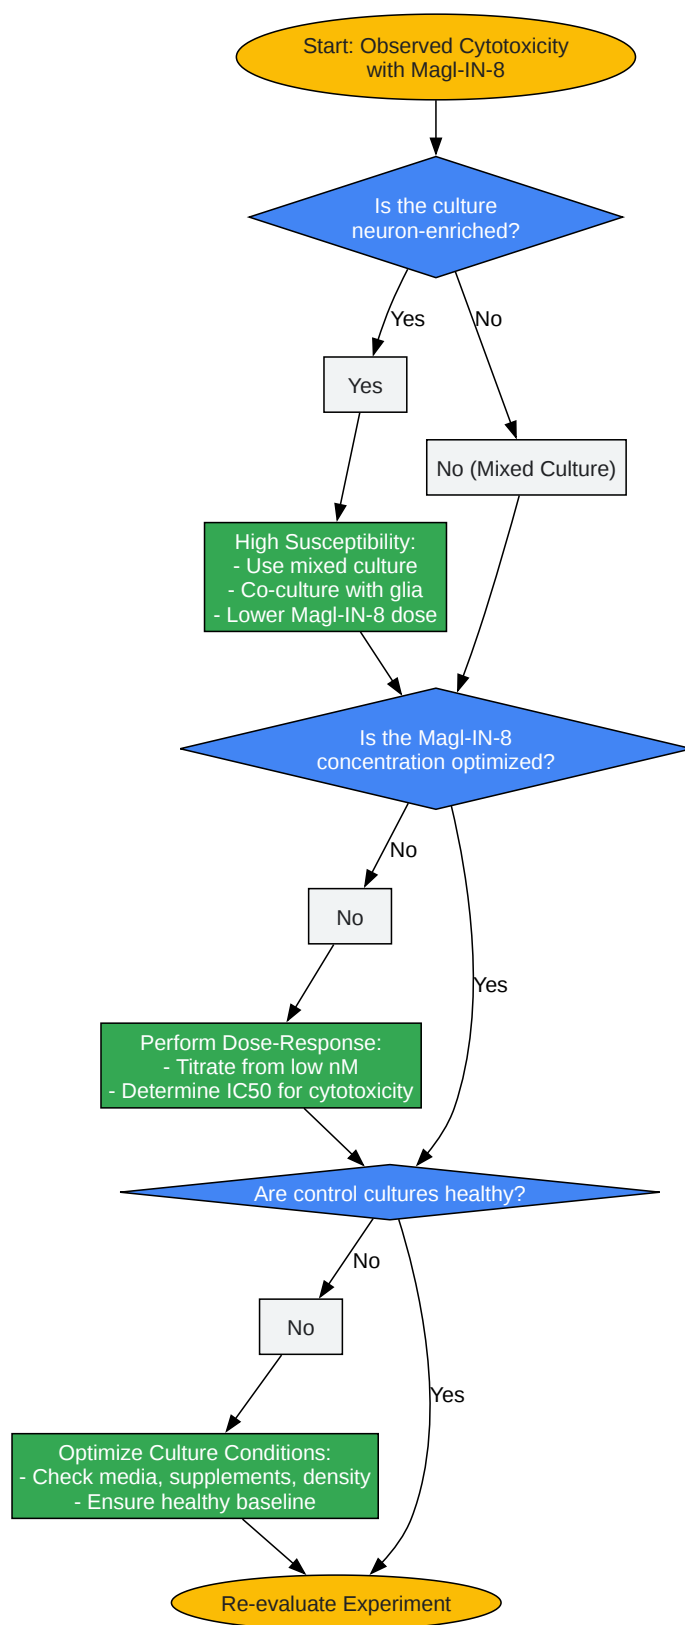 Start: Observed Cytotoxicity
with Magl-IN-8
Is the culture
neuron-enriched?
Yes
No
Yes
No (Mixed Culture)
High Susceptibility:
- Use mixed culture
- Co-culture with glia
- Lower Magl-IN-8 dose
Is the Magl-IN-8
concentration optimized?
No
No
Yes
Perform Dose-Response:
- Titrate from low nM
- Determine IC50 for cytotoxicity
Are control cultures healthy?
No
No
Yes
Optimize Culture Conditions:
- Check media, supplements, density
- Ensure healthy baseline
Re-evaluate Experiment